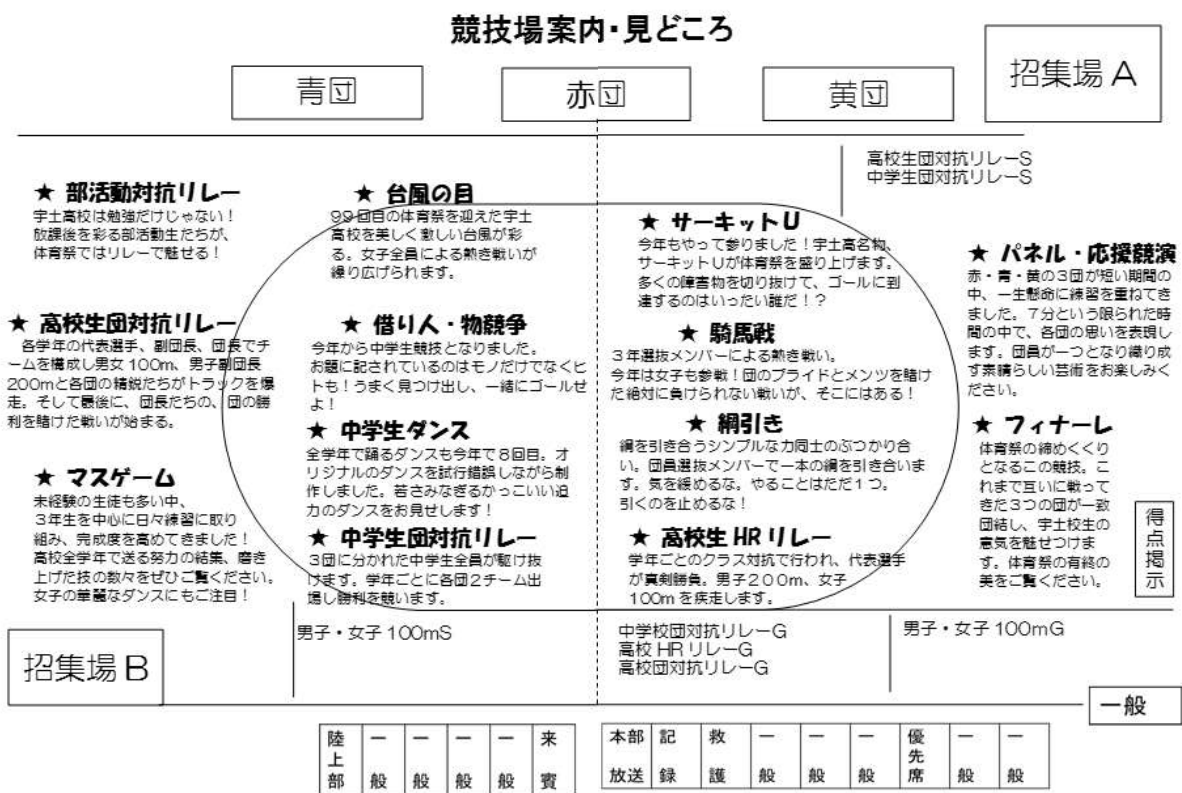 競技場案内・見どころ
青団
赤団
黄団
招集場 A
高校生団対抗リレーS
中学生団対抗リレーS
★ 部活動対抗リレー
宇土高校は勉強だけじゃない！
放課後を彩る部活動生たちが、
体育祭ではリレーで魅せる！
★ 高校生団対抗リレー
各学年の代表選手、副団長、団長でチ
ームを構成し男女100m、男子副団長
200mと各団の精鋭たちがトラックを爆
走。そして最後に、団長たちの、団の勝
利を賭けた戦いが始まる。
★ マスゲーム
未経験の生徒も多い中、
3年生を中心に日々練習に取り
組み、完成度を高めてきました！
高校全学年で送る努力の結集、磨き
上げた技の数々をぜひご覧ください。
女子の華麗なダンスにもご注目！
★ 台風の目
99回目の体育祭を迎えた宇土
高校を美しく激しい台風が彩
る。女子全員による熱き戦いが
繰り広げられます。
★ 借り人・物競争
今年から中学生競技となりました。
お題に記されているのはモノだけでなくヒ
トも！うまく見つけ出し、一緒にゴールせ
よ！
★ 中学生ダンス
全学年で踊るダンスも今年で8回目。オ
リジナルのダンスを試行錯誤しながら制
作しました。若さみなぎるかっこいい迫
力のダンスをお見せします！
★ 中学生団対抗リレー
3団に分かれた中学生全員が駆け抜
けます。学年ごとに各団2チーム出
場し勝利を競います。
★ サーキットU
今年もやって参りました！宇土高名物、
サーキットUが体育祭を盛り上げます。
多くの障害物を切り抜けて、ゴールに到
達するのはいったい誰だ！？
★ 騎馬戦
3年選抜メンバーによる熱き戦い。
今年は女子も参戦！団のプライドとメンツを賭け
た絶対に負けられない戦いが、そこにはある！
★ 綱引き
綱を引き合うシンプルな力同士のぶつかり合
い。団員選抜メンバーで一本の綱を引き合いま
す。気を緩めるな。やることはただ1つ。
引くのを止めるな！
★ 高校生 HR リレー
学年ごとのクラス対抗で行われ、代表選手
が真剣勝負。男子200m、女子
100mを疾走します。
★ パネル・応援競演
赤・青・黄の3団が短い期間の
中、一生懸命に練習を重ねてき
ました。7分という限られた時
間の中で、各団の思いを表現し
ます。団員が一つとなり織り成
す素晴らしい芸術をお楽しみく
ださい。
★ フィナーレ
体育祭の締めくくり
となるこの競技。こ
れまで互いに戦って
きた3つの団が一致
団結し、宇土校生の
意気を魅せつけま
す。体育祭の有終の
美をご覧ください。
得点掲示
招集場 B
男子・女子 100mS
中学校団対抗リレーG
高校 HR リレーG
高校団対抗リレーG
男子・女子 100mG
一般
陸上部
一般
一般
一般
一般
来賓
本部放送
記録
救護
一般
一般
一般
優先席
一般
一般